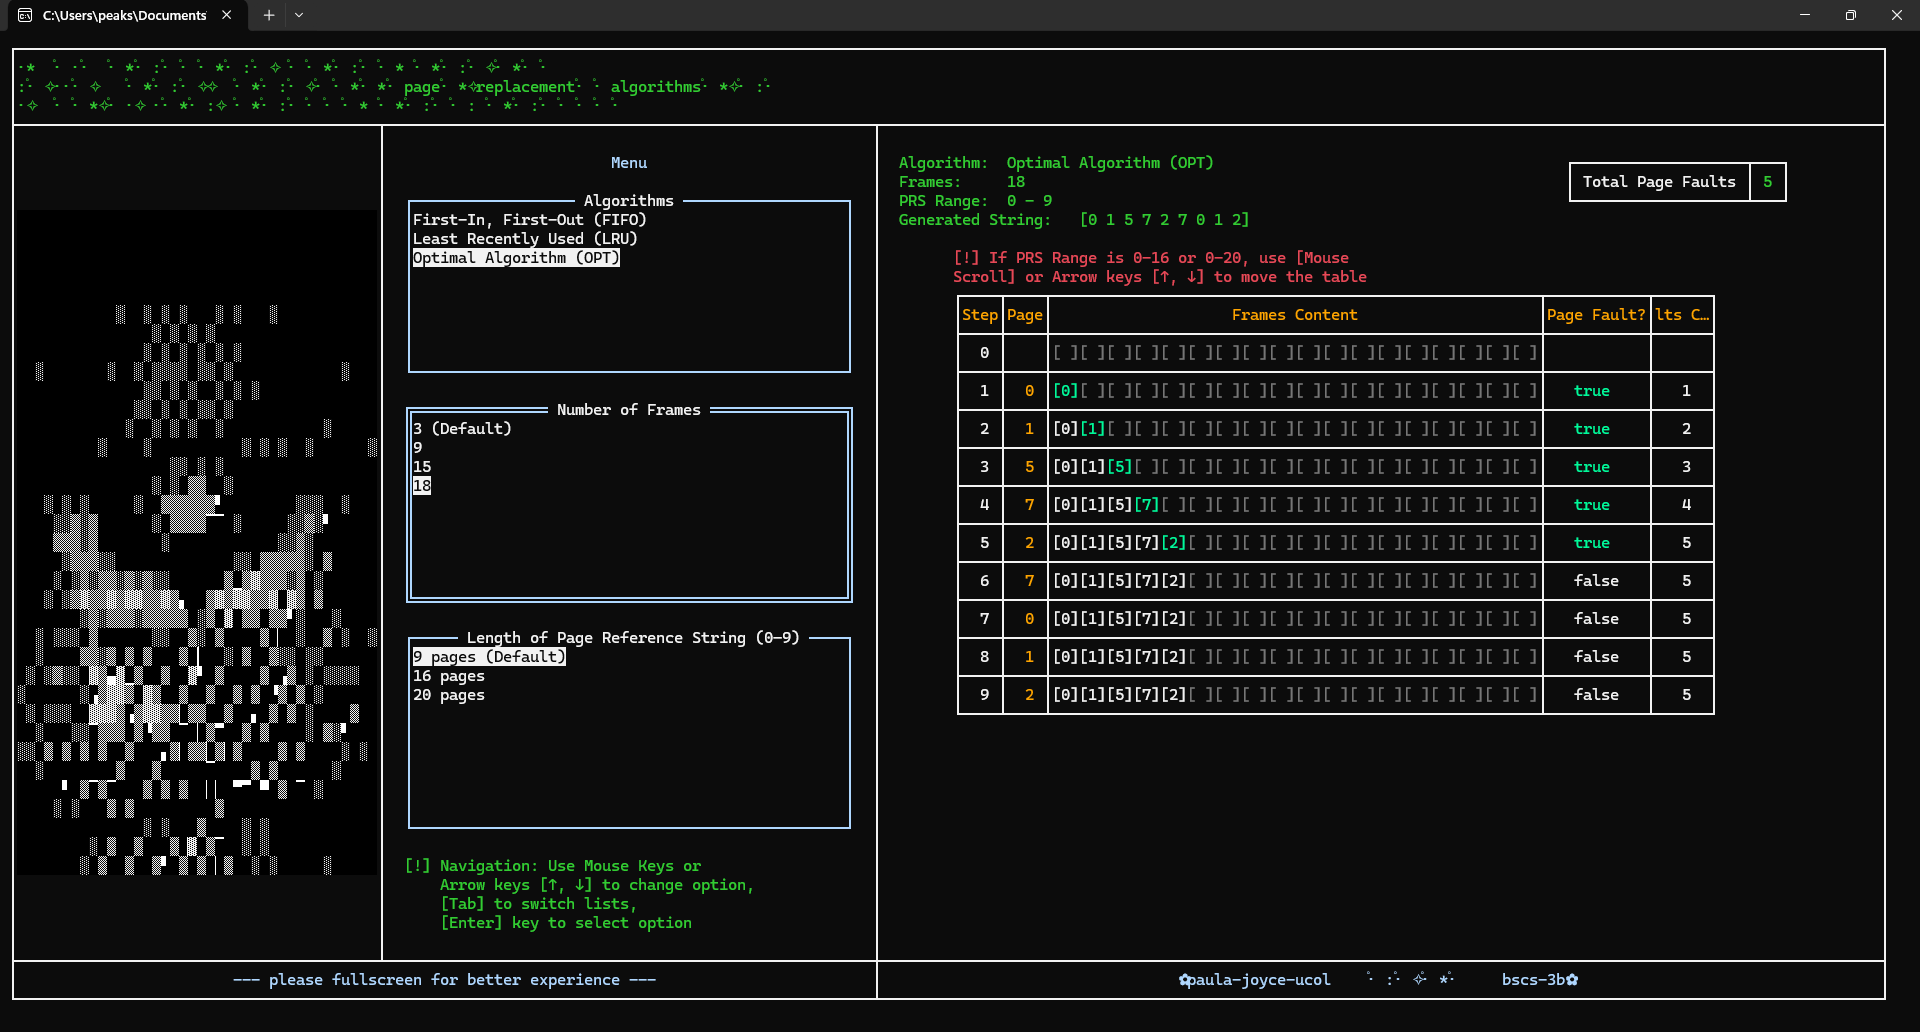 C:\Users\peaks\Documents
page replacement algorithms
Menu
Algorithms
First-In, First-Out (FIFO)
Least Recently Used (LRU)
Optimal Algorithm (OPT)
Number of Frames
3 (Default)
9
15
18
Length of Page Reference String (0-9)
9 pages (Default)
16 pages
20 pages
[!] Navigation: Use Mouse Keys or
Arrow keys [↑, ↓] to change option,
[Tab] to switch lists,
[Enter] key to select option
Algorithm: Optimal Algorithm (OPT)
Frames: 18
PRS Range: 0 - 9
Generated String: [0 1 5 7 2 7 0 1 2]
Total Page Faults 5
[!] If PRS Range is 0-16 or 0-20, use [Mouse
Scroll] or Arrow keys [↑, ↓] to move the table
Step Page Frames Content Page Fault? lts C…
0 [ ][ ][ ][ ][ ][ ][ ][ ][ ][ ][ ][ ][ ][ ][ ][ ][ ][ ]
1 0 [0][ ][ ][ ][ ][ ][ ][ ][ ][ ][ ][ ][ ][ ][ ][ ][ ][ ] true 1
2 1 [0][1][ ][ ][ ][ ][ ][ ][ ][ ][ ][ ][ ][ ][ ][ ][ ][ ] true 2
3 5 [0][1][5][ ][ ][ ][ ][ ][ ][ ][ ][ ][ ][ ][ ][ ][ ][ ] true 3
4 7 [0][1][5][7][ ][ ][ ][ ][ ][ ][ ][ ][ ][ ][ ][ ][ ][ ] true 4
5 2 [0][1][5][7][2][ ][ ][ ][ ][ ][ ][ ][ ][ ][ ][ ][ ][ ] true 5
6 7 [0][1][5][7][2][ ][ ][ ][ ][ ][ ][ ][ ][ ][ ][ ][ ][ ] false 5
7 0 [0][1][5][7][2][ ][ ][ ][ ][ ][ ][ ][ ][ ][ ][ ][ ][ ] false 5
8 1 [0][1][5][7][2][ ][ ][ ][ ][ ][ ][ ][ ][ ][ ][ ][ ][ ] false 5
9 2 [0][1][5][7][2][ ][ ][ ][ ][ ][ ][ ][ ][ ][ ][ ][ ][ ] false 5
--- please fullscreen for better experience ---
✿paula-joyce-ucol bscs-3b✿